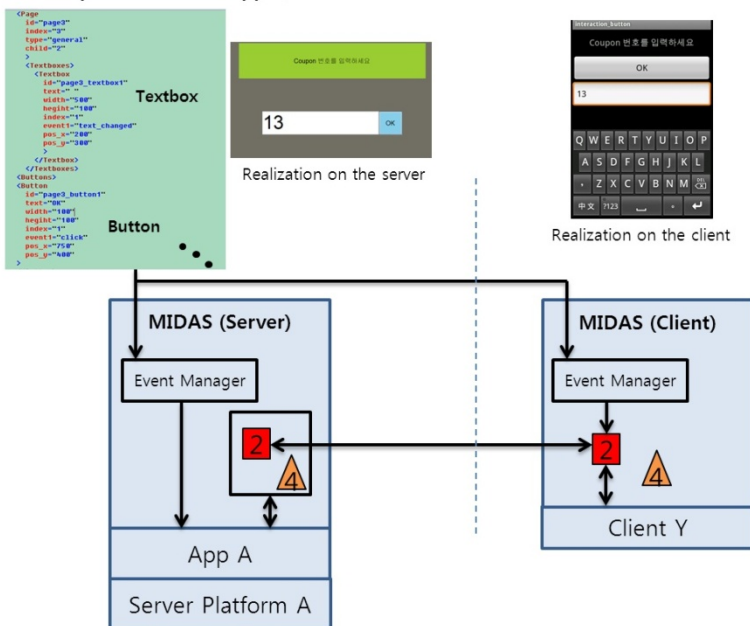 <Page
id="page3"
index="3"
type="general"
child="2"
>
<Textboxes>
<Textbox
id="page3_textbox1"
text=" "
width="500"
hegiht="100"
index="1"
event1="text_changed"
pos_x="200"
pos_y="300"
>
</Textbox>
</Textboxes>
<Buttons>
<Button
id="page3_button1"
text="OK"
width="100"
hegiht="100"
index="1"
event1="click"
pos_x="750"
pos_y="400"
>
Textbox
Button
Coupon 번호를 입력하세요
13
OK
Realization on the server
interaction_button
Coupon 번호를 입력하세요
OK
13
Q W E R T Y U I O P
A S D F G H J K L
Z X C V B N M DEL
中文 ?123
Realization on the client
MIDAS (Server)
Event Manager
2
4
App A
Server Platform A
MIDAS (Client)
Event Manager
2
4
Client Y